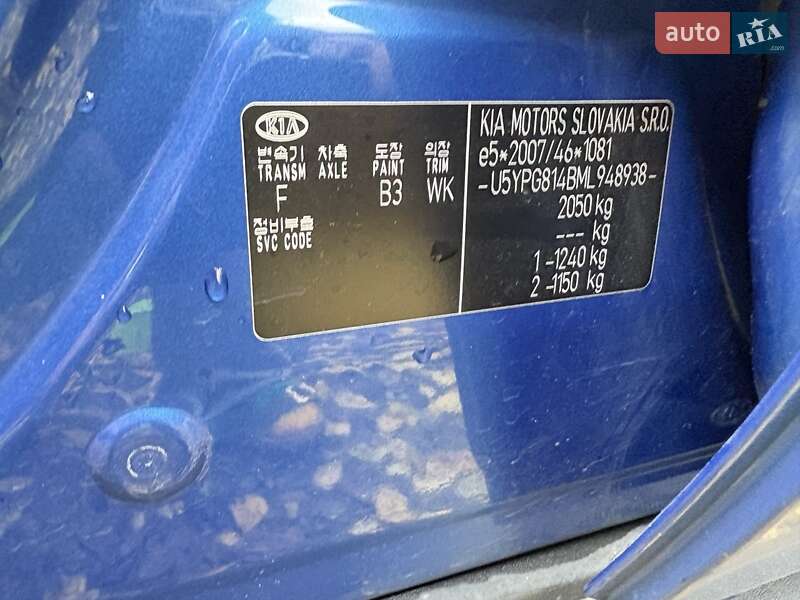 auto RIA.com
KIA
변속기 차축 도장 의장
TRANSM AXLE PAINT TRIM
F B3 WK
정비부호
SVC CODE
KIA MOTORS SLOVAKIA S.R.O.
e5*2007/46*1081
-U5YPG814BML948938-
2050 kg
--- kg
1 -1240 kg
2 -1150 kg